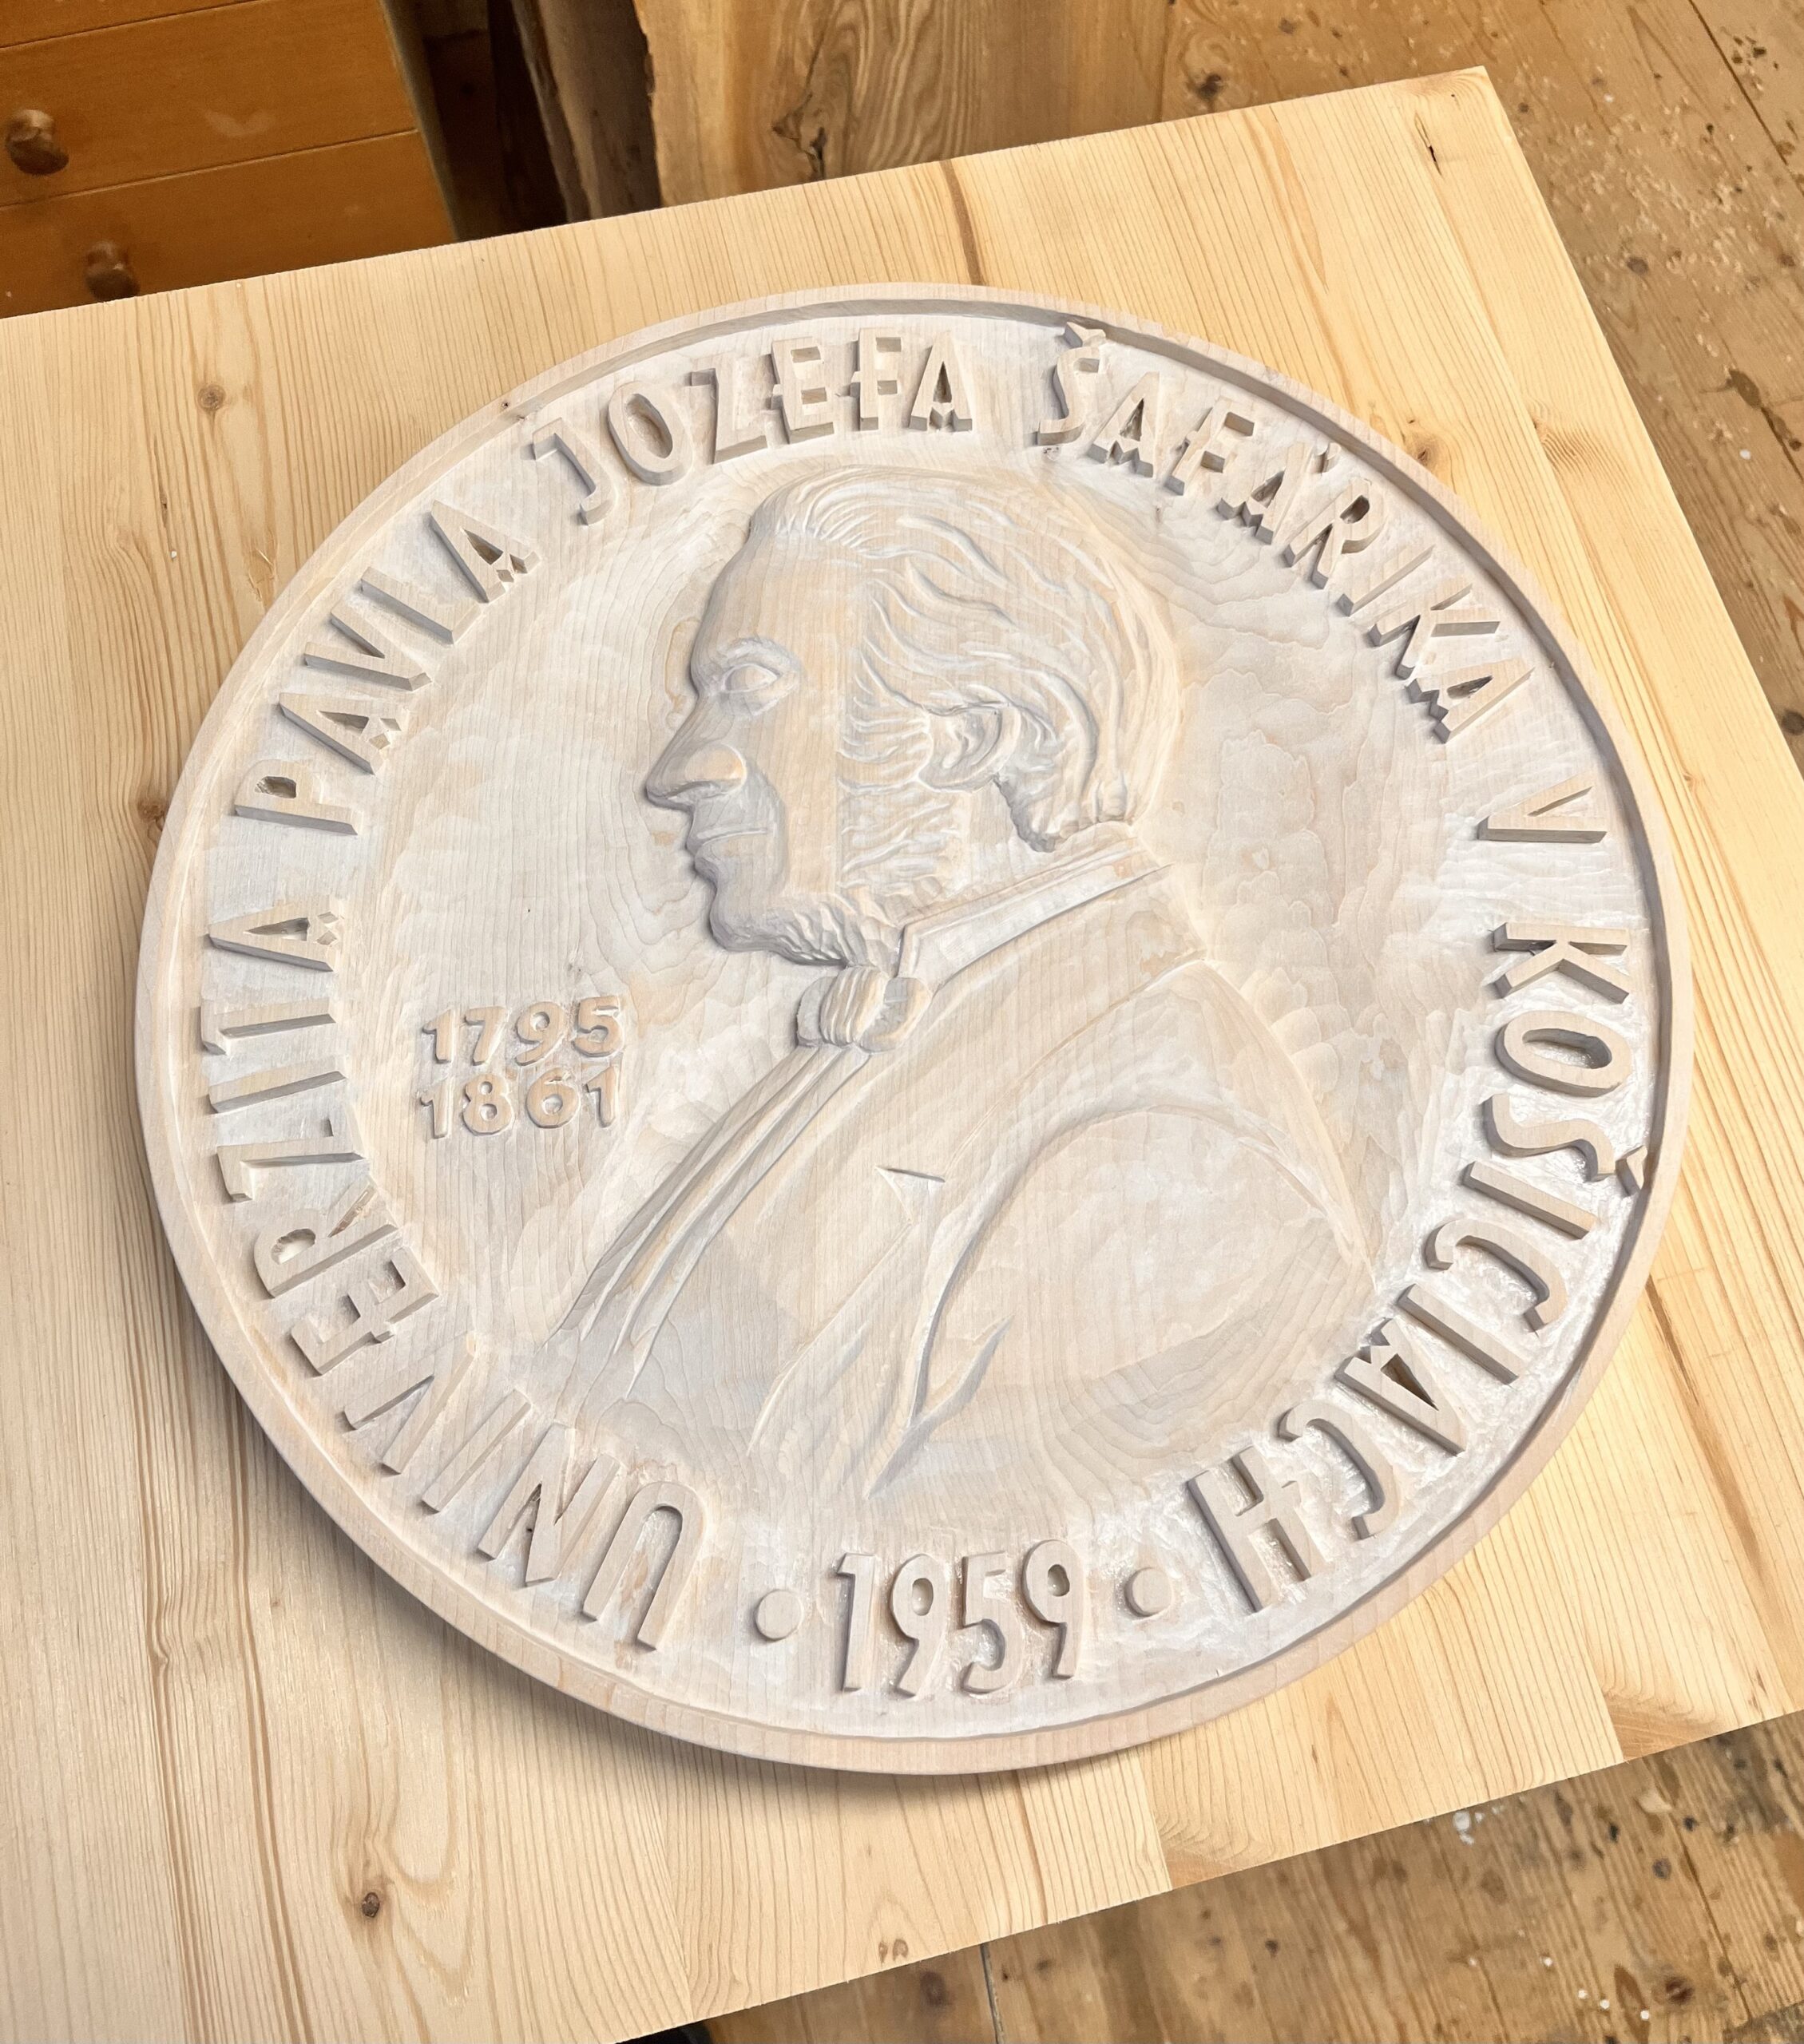 UNIVERZITA PAVLA JOZEFA ŠAFÁRIKA V KOŠICIACH
1795
1861
• 1959 •